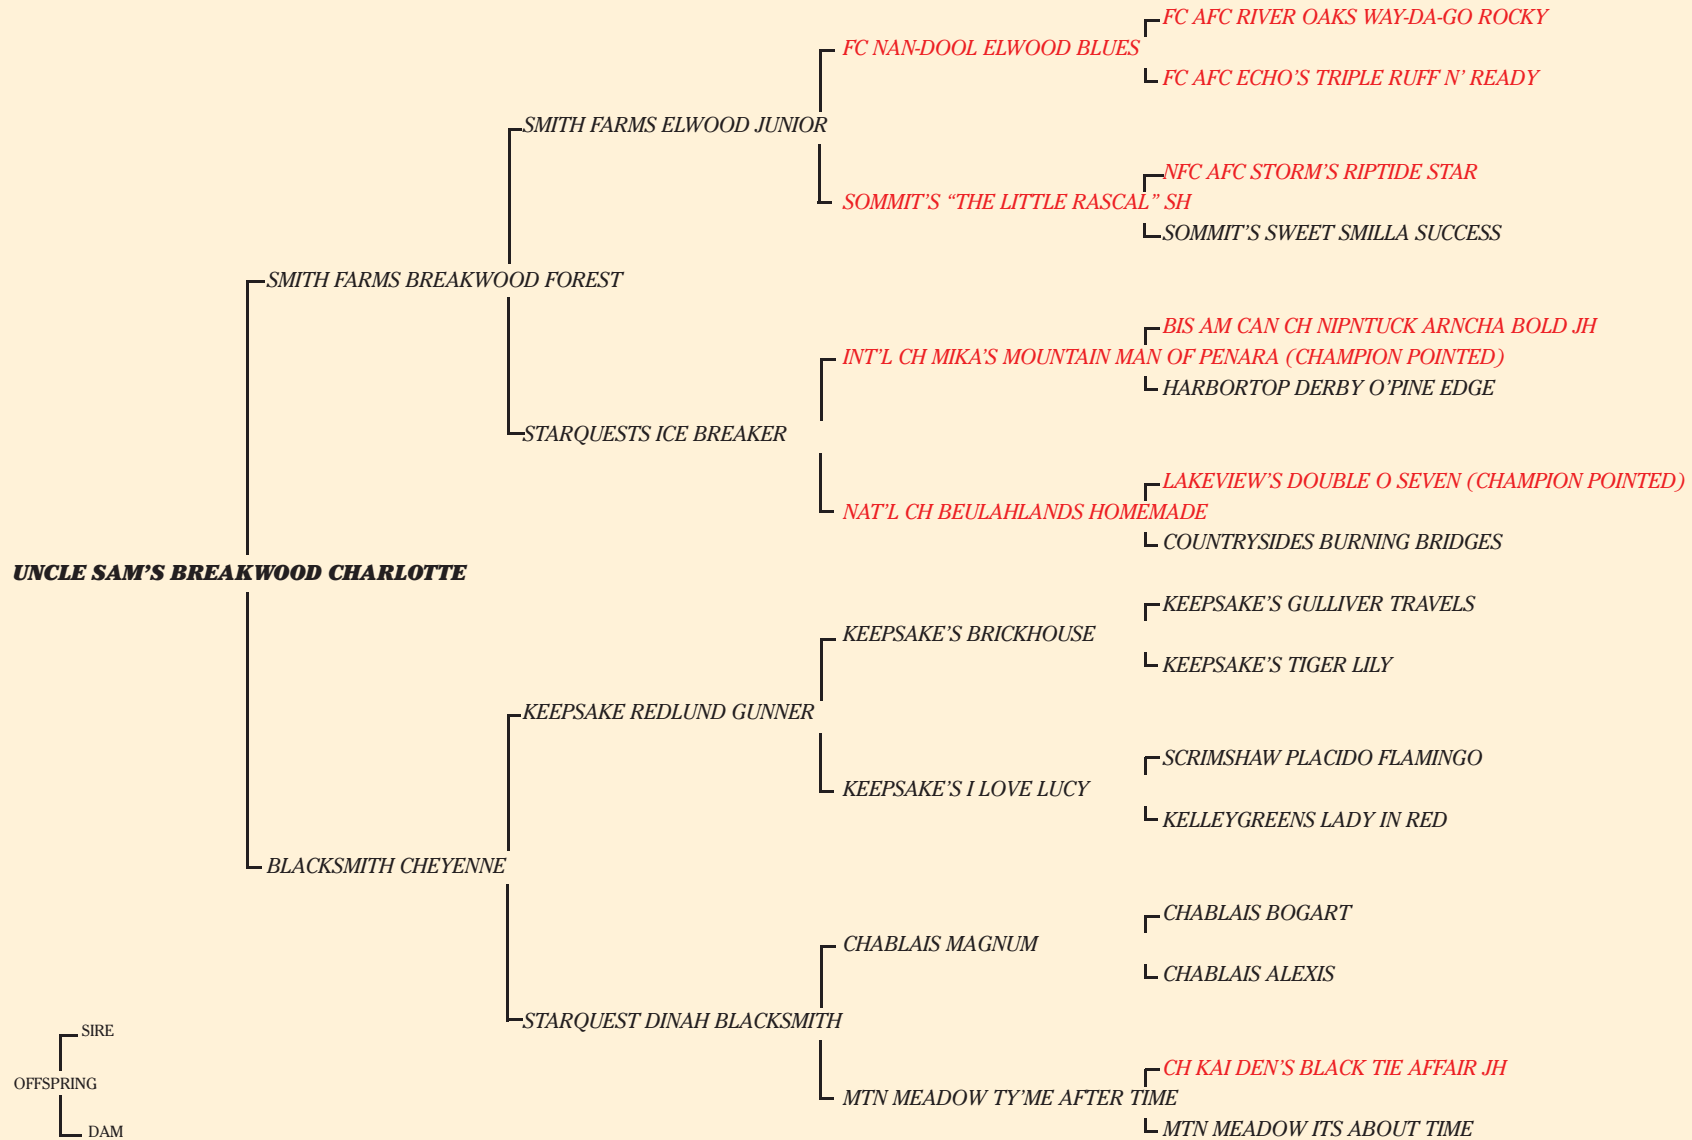 FC AFC RIVER OAKS WAY-DA-GO ROCKY
FC NAN-DOOL ELWOOD BLUES
FC AFC ECHO’S TRIPLE RUFF N’ READY
SMITH FARMS ELWOOD JUNIOR
NFC AFC STORM’S RIPTIDE STAR
SOMMIT’S “THE LITTLE RASCAL” SH
SOMMIT’S SWEET SMILLA SUCCESS
SMITH FARMS BREAKWOOD FOREST
BIS AM CAN CH NIPNTUCK ARNCHA BOLD JH
INT’L CH MIKA’S MOUNTAIN MAN OF PENARA (CHAMPION POINTED)
HARBORTOP DERBY O’PINE EDGE
STARQUESTS ICE BREAKER
LAKEVIEW’S DOUBLE O SEVEN (CHAMPION POINTED)
NAT’L CH BEULAHLANDS HOMEMADE
COUNTRYSIDES BURNING BRIDGES
UNCLE SAM’S BREAKWOOD CHARLOTTE
KEEPSAKE’S GULLIVER TRAVELS
KEEPSAKE’S BRICKHOUSE
KEEPSAKE’S TIGER LILY
KEEPSAKE REDLUND GUNNER
SCRIMSHAW PLACIDO FLAMINGO
KEEPSAKE’S I LOVE LUCY
KELLEYGREENS LADY IN RED
BLACKSMITH CHEYENNE
CHABLAIS BOGART
CHABLAIS MAGNUM
CHABLAIS ALEXIS
STARQUEST DINAH BLACKSMITH
CH KAI DEN’S BLACK TIE AFFAIR JH
MTN MEADOW TY’ME AFTER TIME
MTN MEADOW ITS ABOUT TIME
SIRE
OFFSPRING
DAM